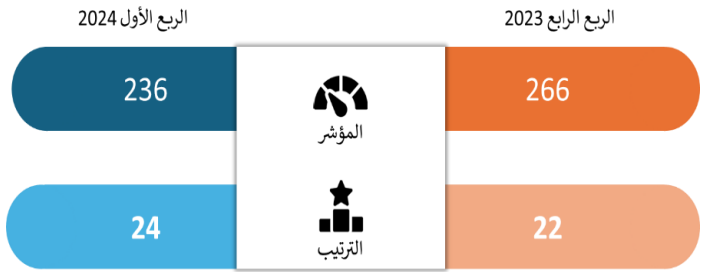 الربع الرابع 2023
الربع الأول 2024
266
المؤشر
236
22
الترتيب
24